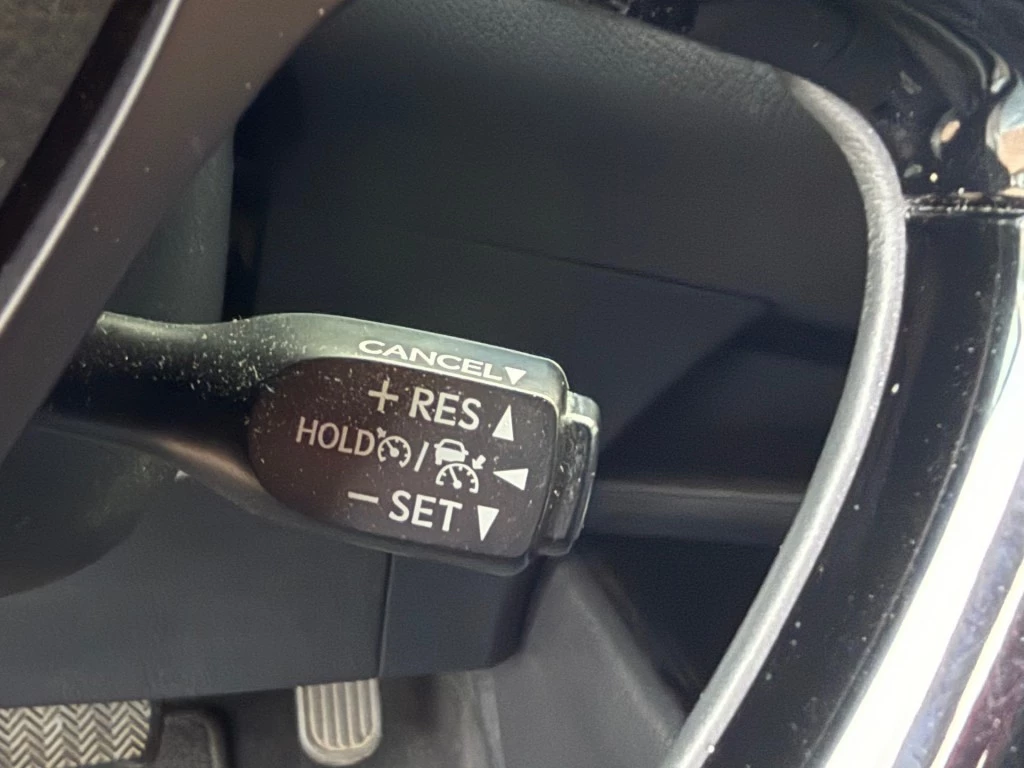 CANCEL▼
+ RES ▲
HOLD / ◀
− SET ▼